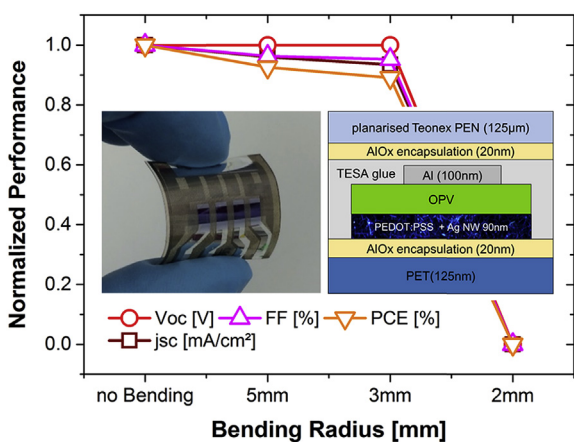 Normalized Performance
1.0
0.8
0.6
0.4
0.2
0.0
planarised Teonex PEN (125μm)
AlOx encapsulation (20nm)
TESA glue
Al (100nm)
OPV
PEDOT:PSS + Ag NW 90nm
AlOx encapsulation (20nm)
PET(125nm)
Voc [V]
FF [%]
PCE [%]
jsc [mA/cm²]
no Bending
5mm
3mm
2mm
Bending Radius [mm]